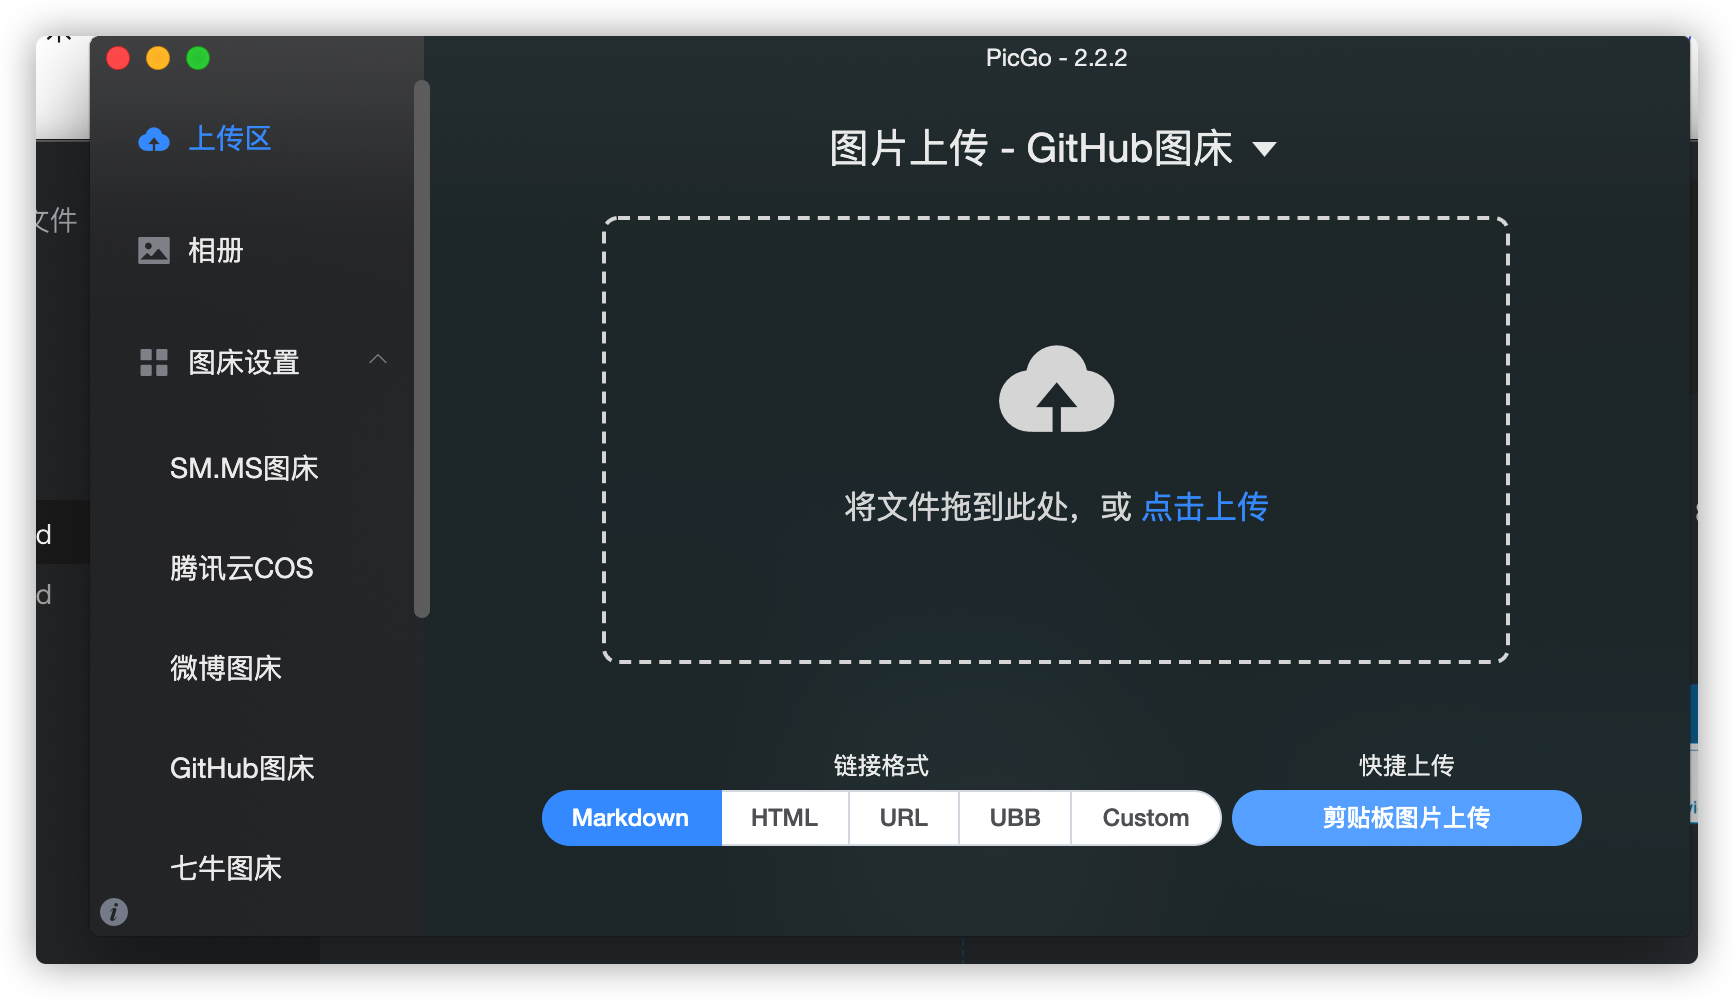 PicGo - 2.2.2
上传区
相册
图床设置
SM.MS图床
腾讯云COS
微博图床
GitHub图床
七牛图床
图片上传 - GitHub图床
将文件拖到此处，或 点击上传
链接格式
Markdown HTML URL UBB Custom
快捷上传
剪贴板图片上传
文件
d
d